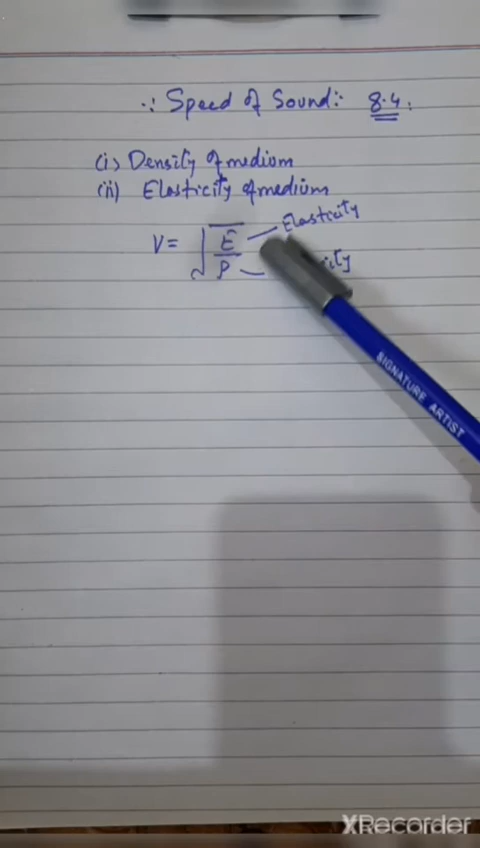 ∴ Speed of Sound:- 8.4.
(i) Density of medium
(ii) Elasticity of medium
V = √E/ρ
Elasticity
SIGNATURE ARTIST
XRecorder